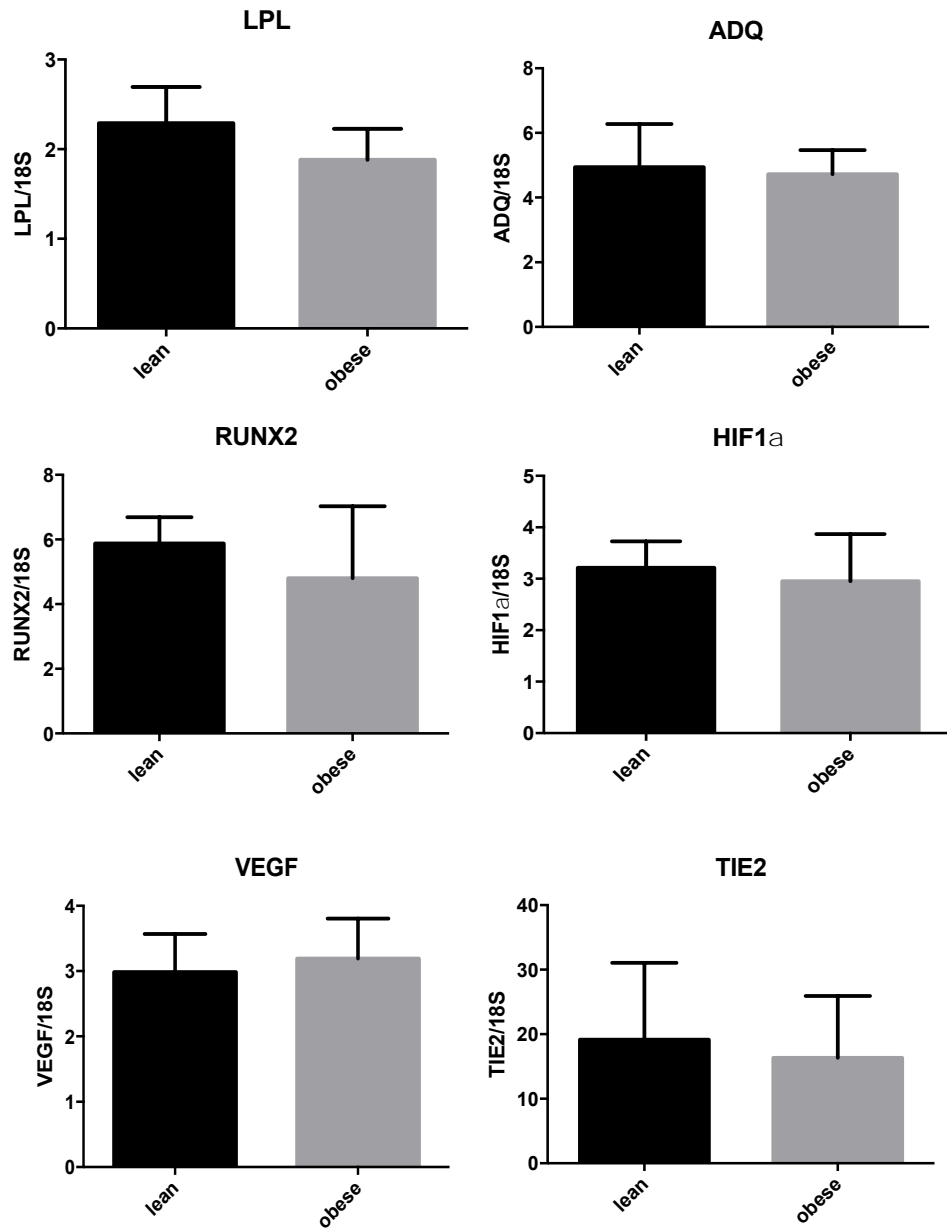 LPL
3
2
1
0
LPL/18S
lean
obese
ADQ
8
6
4
2
0
ADQ/18S
lean
obese
RUNX2
8
6
4
2
0
RUNX2/18S
lean
obese
HIF1a
5
4
3
2
1
0
HIF1a/18S
lean
obese
VEGF
4
3
2
1
0
VEGF/18S
lean
obese
TIE2
40
30
20
10
0
TIE2/18S
lean
obese